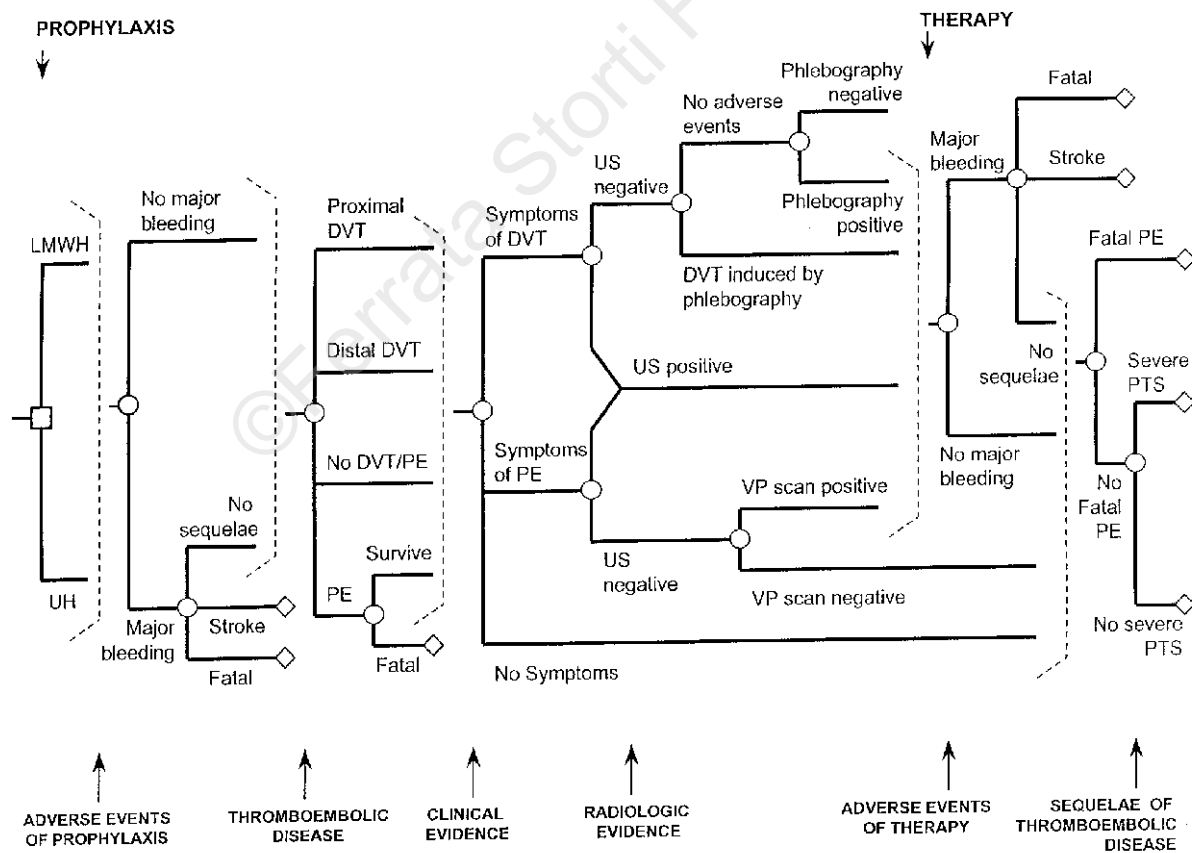 PROPHYLAXIS
THERAPY
©Ferrata Storti
LMWH
UH
No major
bleeding
No
sequelae
Major
bleeding
Stroke
Fatal
Proximal
DVT
Distal DVT
No DVT/PE
PE
Survive
Fatal
Symptoms
of DVT
Symptoms
of PE
No Symptoms
US
negative
US positive
US
negative
No adverse
events
DVT induced by
phlebography
Phlebography
negative
Phlebography
positive
VP scan positive
VP scan negative
Major
bleeding
No major
bleeding
Fatal
Stroke
No
sequelae
Fatal PE
No
Fatal
PE
Severe
PTS
No severe
PTS
ADVERSE EVENTS
OF PROPHYLAXIS
THROMBOEMBOLIC
DISEASE
CLINICAL
EVIDENCE
RADIOLOGIC
EVIDENCE
ADVERSE EVENTS
OF THERAPY
SEQUELAE OF
THROMBOEMBOLIC
DISEASE